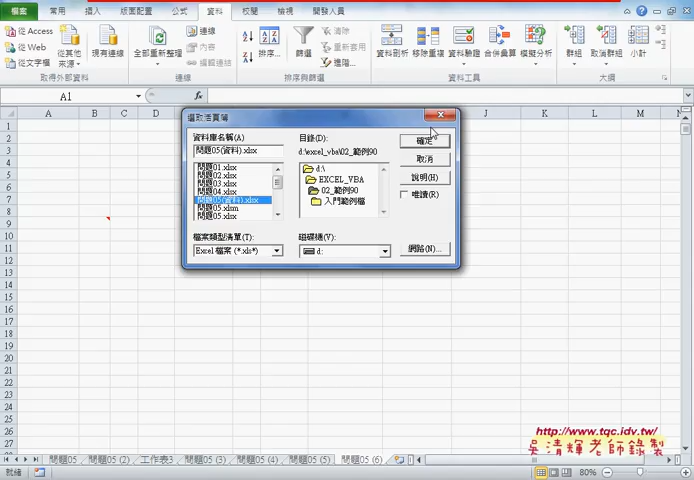 檔案 常用 插入 版面配置 公式 資料 校閱 檢視 開發人員
從 Access
從 Web
從文字檔
從其他來源
現有連線
全部重新整理
連線
內容
排序...
篩選
清除
重新套用
進階...
資料剖析
移除重複
資料驗證
合併彙算
模擬分析
群組
取消群組
小計
取得外部資料 連線 排序與篩選 資料工具 大綱
A1
fx
A B C D J K L M N
1
2
3
4
5
6
7
8
9
10
11
12
13
14
15
16
17
18
19
20
21
22
23
24
25
26
27
選取活頁簿
資料庫名稱(A)
問題05(資料).xlsx
問題01.xlsx
問題02.xlsx
問題03.xlsx
問題04.xlsx
問題05(資料).xlsx
問題05.xlsm
問題05.xlsx
檔案類型清單(T):
Excel 檔案 (*.xls*)
目錄(D):
d:\excel_vba\02_範例90
d:\
EXCEL_VBA
02_範例90
入門範例檔
磁碟機(V):
d:
確定
取消
說明(H)
唯讀(R)
網路(N)...
http://www.tqc.idv.tw/
吳清輝老師錄製
問題05 問題05 (2) 工作表3 問題05 (3) 問題05 (4) 問題05 (5) 問題05 (6)
就緒
80%